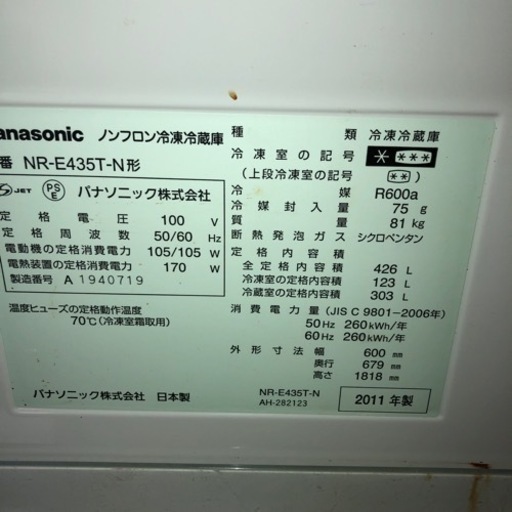 anasonic ノンフロン冷凍冷蔵庫
番 NR-E435T-N形
JET PSE パナソニック株式会社
定格電圧 100 V
定格周波数 50/60 Hz
電動機の定格消費電力 105/105 W
電熱装置の定格消費電力 170 W
製造番号 A 1940719
温度ヒューズの定格動作温度
70℃(冷凍室霜取用)
パナソニック株式会社 日本製
種類 冷凍冷蔵庫
冷凍室の記号 * ***
(上段冷凍室の記号) **
冷媒 R600a
冷媒封入量 75 g
質量 81 kg
断熱発泡ガス シクロペンタン
定格内容積
全定格内容積 426 L
冷凍室の定格内容積 123 L
冷蔵室の定格内容積 303 L
消費電力量 (JIS C 9801-2006年)
50Hz 260kWh/年
60Hz 260kWh/年
外形寸法 幅 600 mm
奥行 679 mm
高さ 1818 mm
NR-E435T-N
AH-282123
2011年製